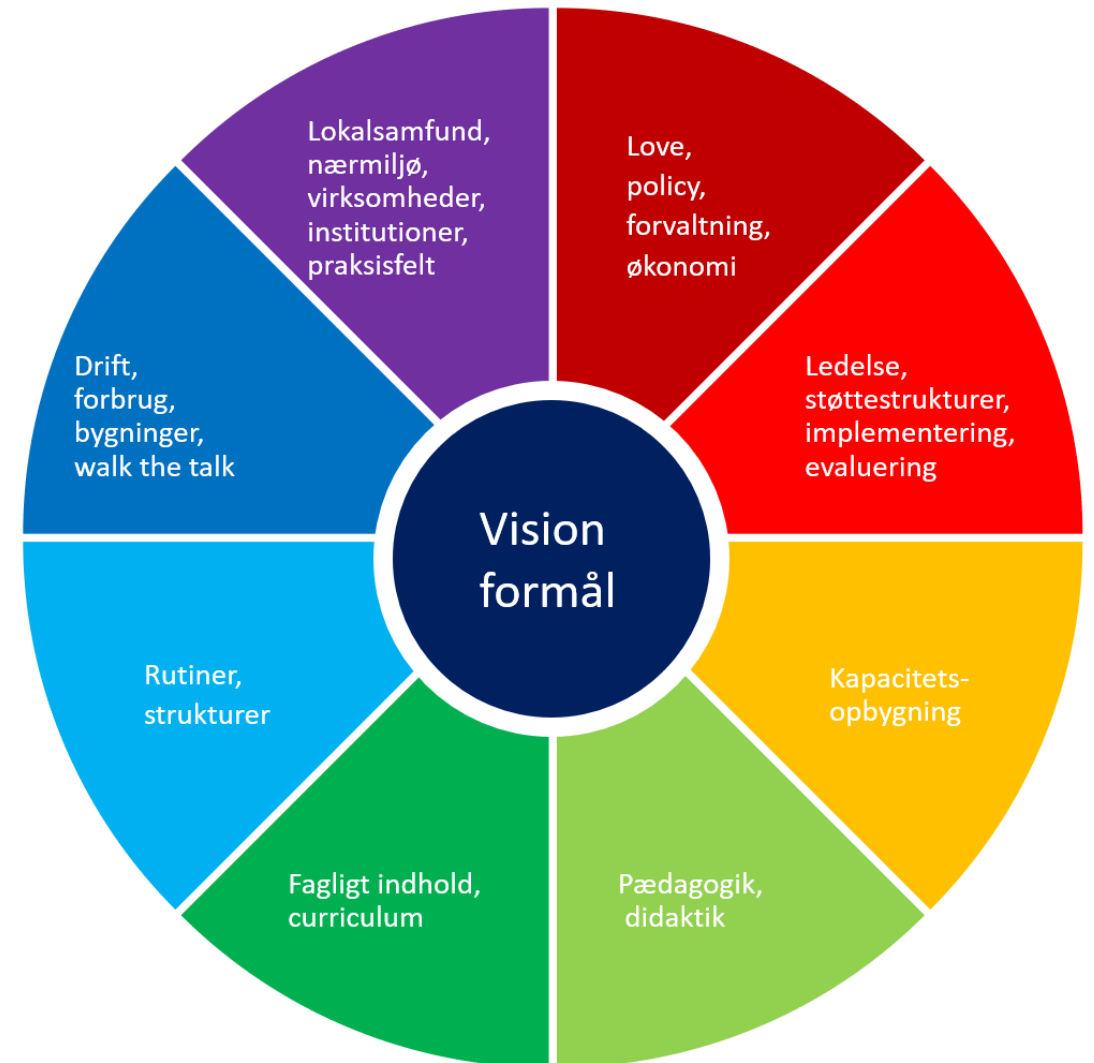 Lokalsamfund,
nærmiljø,
virksomheder,
institutioner,
praksisfelt
Love,
policy,
forvaltning,
økonomi
Drift,
forbrug,
bygninger,
walk the talk
Ledelse,
støttestrukturer,
implementering,
evaluering
Vision
formål
Rutiner,
strukturer
Kapacitets-
opbygning
Fagligt indhold,
curriculum
Pædagogik,
didaktik